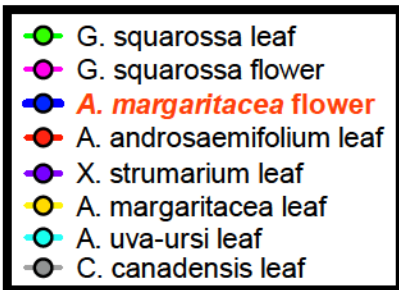 G. squarossa leaf
G. squarossa flower
A. margaritacea flower
A. androsaemifolium leaf
X. strumarium leaf
A. margaritacea leaf
A. uva-ursi leaf
C. canadensis leaf